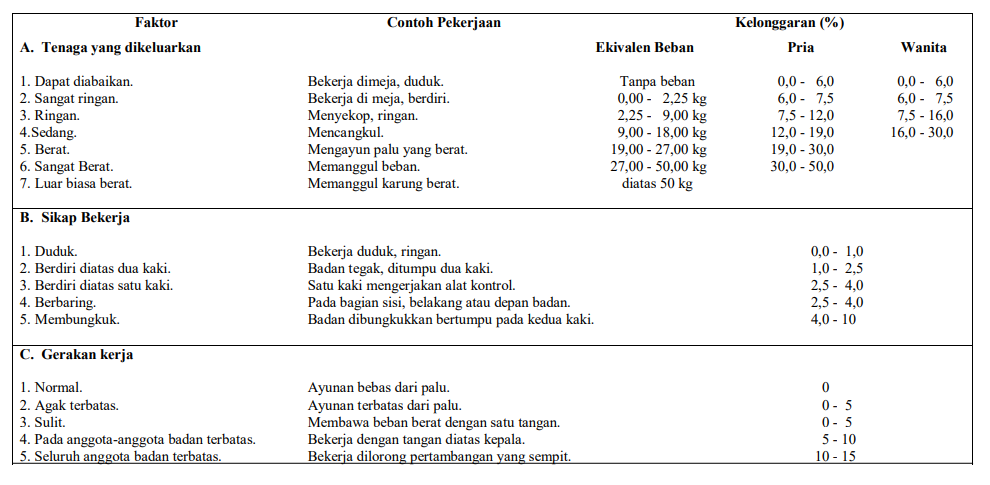 Faktor Contoh Pekerjaan Kelonggaran (%)
A. Tenaga yang dikeluarkan Ekivalen Beban Pria Wanita
1. Dapat diabaikan. Bekerja dimeja, duduk. Tanpa beban 0,0 - 6,0 0,0 - 6,0
2. Sangat ringan. Bekerja di meja, berdiri. 0,00 - 2,25 kg 6,0 - 7,5 6,0 - 7,5
3. Ringan. Menyekop, ringan. 2,25 - 9,00 kg 7,5 - 12,0 7,5 - 16,0
4.Sedang. Mencangkul. 9,00 - 18,00 kg 12,0 - 19,0 16,0 - 30,0
5. Berat. Mengayun palu yang berat. 19,00 - 27,00 kg 19,0 - 30,0
6. Sangat Berat. Memanggul beban. 27,00 - 50,00 kg 30,0 - 50,0
7. Luar biasa berat. Memanggul karung berat. diatas 50 kg
B. Sikap Bekerja
1. Duduk. Bekerja duduk, ringan. 0,0 - 1,0
2. Berdiri diatas dua kaki. Badan tegak, ditumpu dua kaki. 1,0 - 2,5
3. Berdiri diatas satu kaki. Satu kaki mengerjakan alat kontrol. 2,5 - 4,0
4. Berbaring. Pada bagian sisi, belakang atau depan badan. 2,5 - 4,0
5. Membungkuk. Badan dibungkukkan bertumpu pada kedua kaki. 4,0 - 10
C. Gerakan kerja
1. Normal. Ayunan bebas dari palu. 0
2. Agak terbatas. Ayunan terbatas dari palu. 0 - 5
3. Sulit. Membawa beban berat dengan satu tangan. 0 - 5
4. Pada anggota-anggota badan terbatas. Bekerja dengan tangan diatas kepala. 5 - 10
5. Seluruh anggota badan terbatas. Bekerja dilorong pertambangan yang sempit. 10 - 15